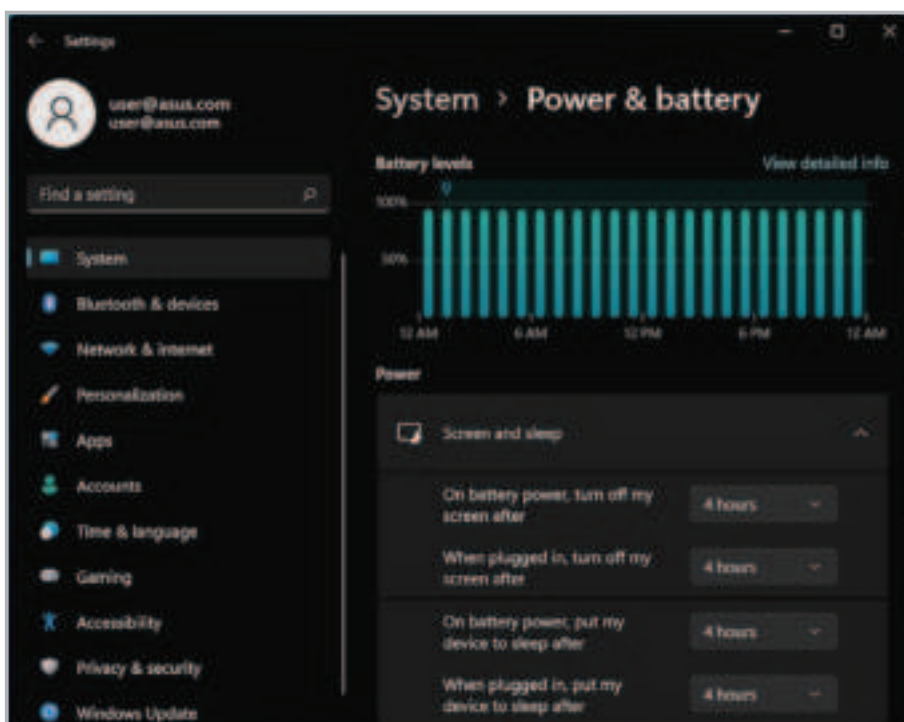 Settings
user@asus.com
user@asus.com
Find a setting
System
Bluetooth & devices
Network & internet
Personalization
Apps
Accounts
Time & language
Gaming
Accessibility
Privacy & security
Windows Update
System > Power & battery
Battery levels
View detailed info
100%
50%
12 AM 6 AM 12 PM 6 PM 12 AM
Power
Screen and sleep
On battery power, turn off my
screen after
4 hours
When plugged in, turn off my
screen after
4 hours
On battery power, put my
device to sleep after
4 hours
When plugged in, put my
device to sleep after
4 hours